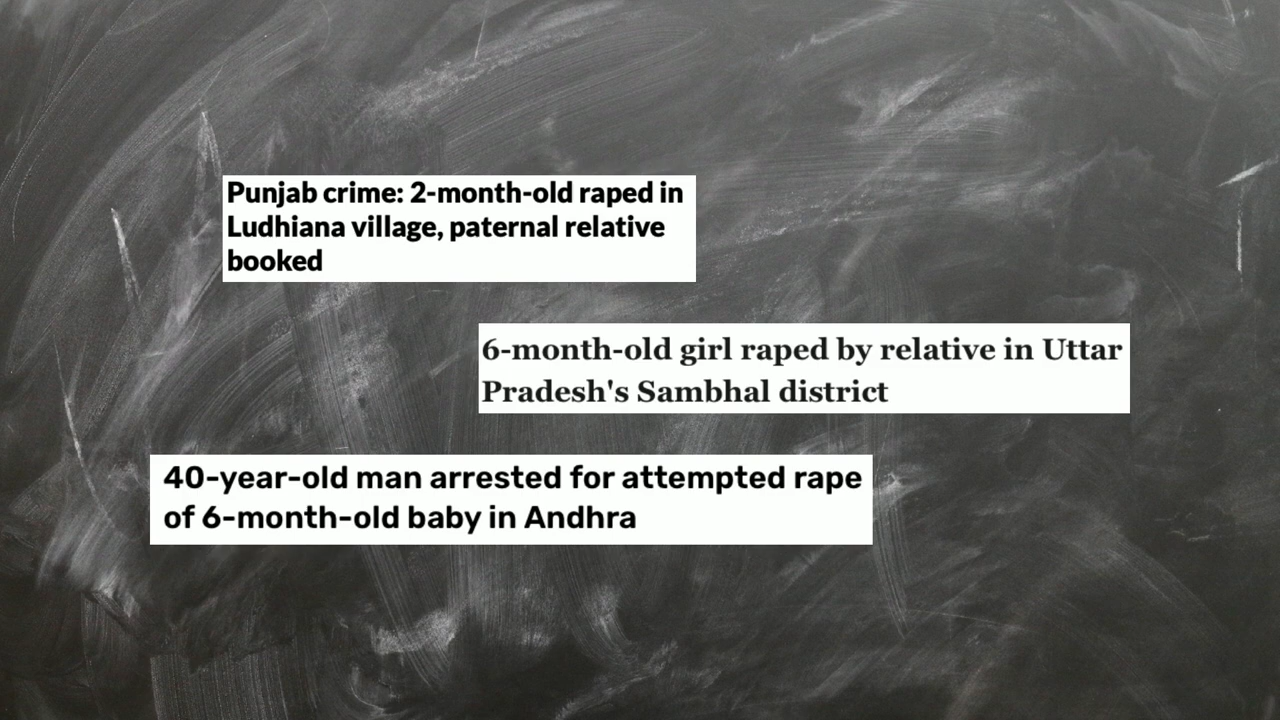 Punjab crime: 2-month-old raped in
Ludhiana village, paternal relative
booked
6-month-old girl raped by relative in Uttar
Pradesh's Sambhal district
40-year-old man arrested for attempted rape
of 6-month-old baby in Andhra